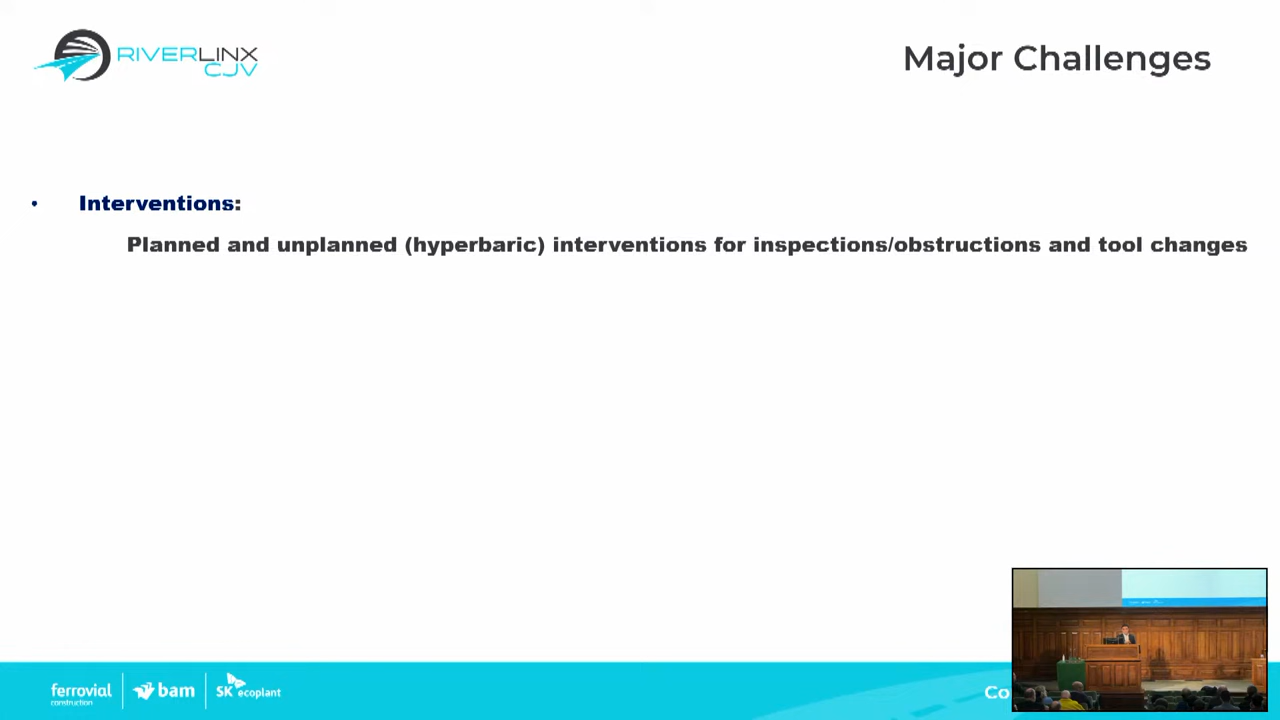 RIVERLINX
CJV
Major Challenges
• Interventions:
Planned and unplanned (hyperbaric) interventions for inspections/obstructions and tool changes
ferrovial
construction
bam
SK ecoplant
Co